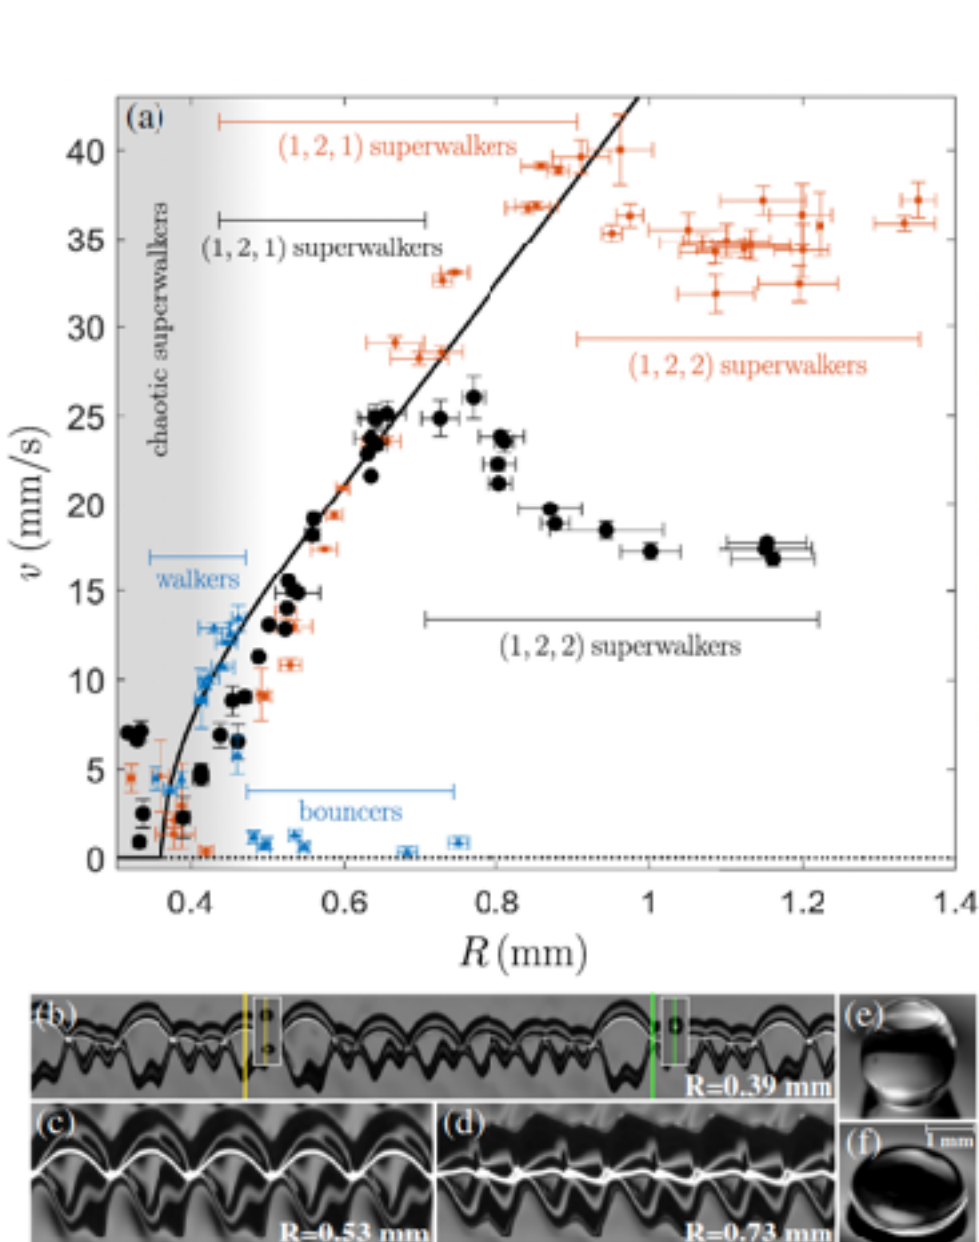 (a)
(1, 2, 1) superwalkers
(1, 2, 1) superwalkers
chaotic superwalkers
(1, 2, 2) superwalkers
walkers
(1, 2, 2) superwalkers
bouncers
40
35
30
25
20
15
10
5
0
v (mm/s)
0.4 0.6 0.8 1 1.2 1.4
R (mm)
(b)
R=0.39 mm
(e)
(c)
R=0.53 mm
(d)
R=0.73 mm
(f)
1 mm